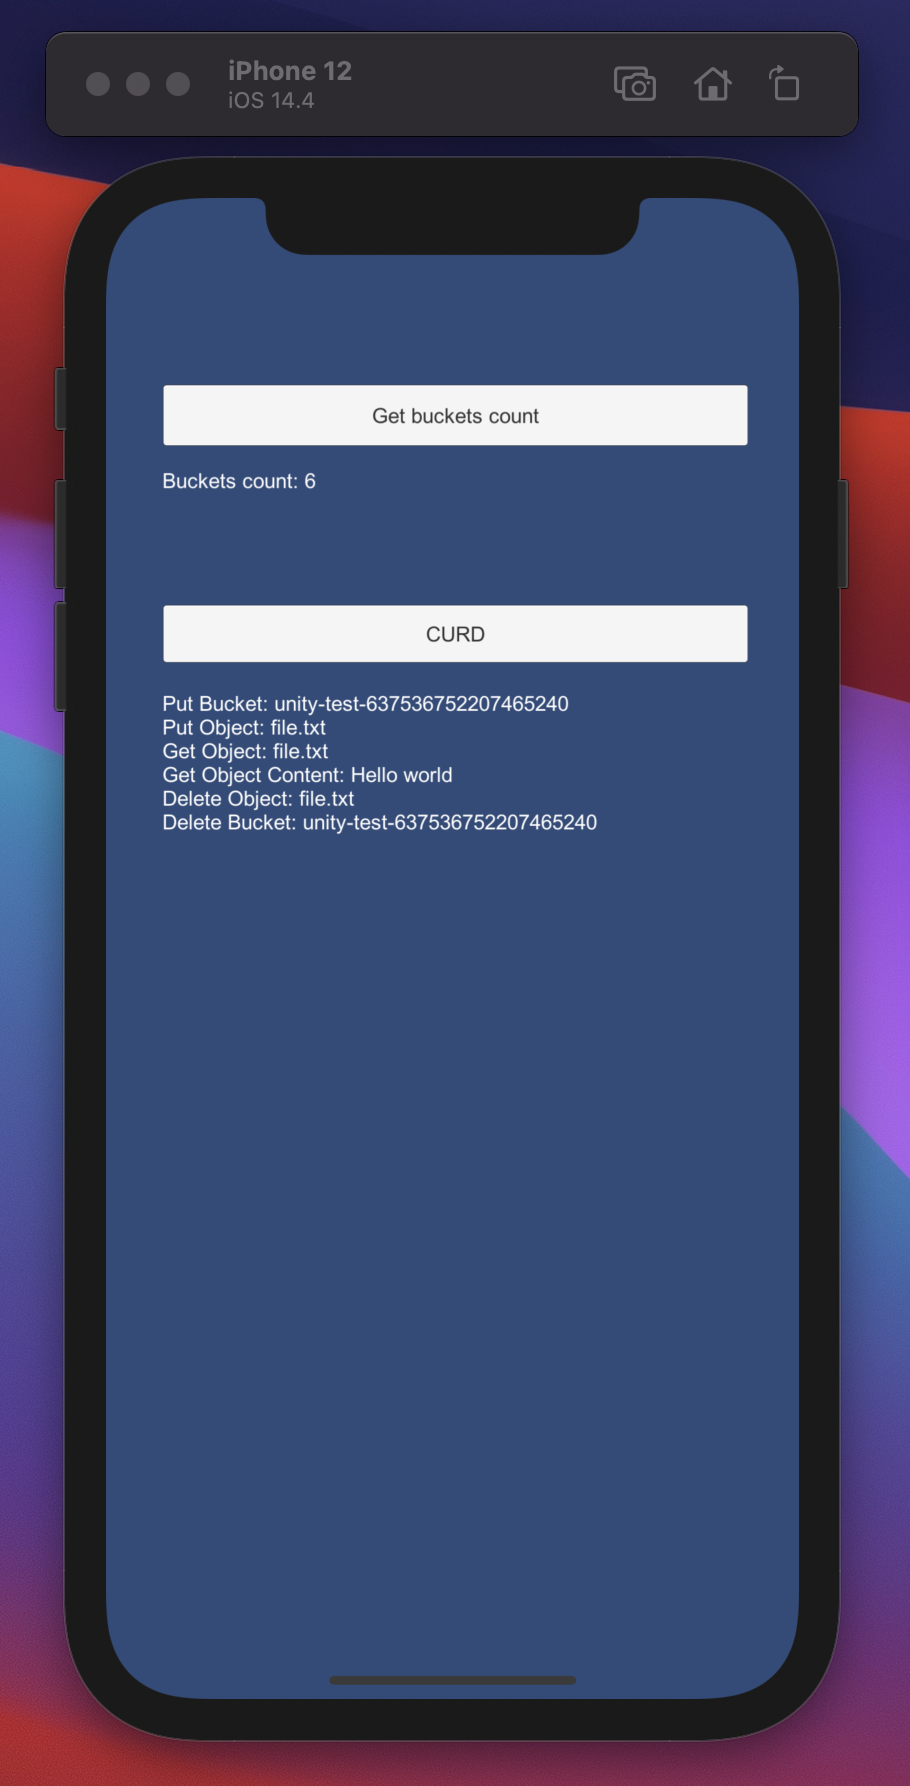 iPhone 12
iOS 14.4
Get buckets count
Buckets count: 6
CURD
Put Bucket: unity-test-637536752207465240
Put Object: file.txt
Get Object: file.txt
Get Object Content: Hello world
Delete Object: file.txt
Delete Bucket: unity-test-637536752207465240